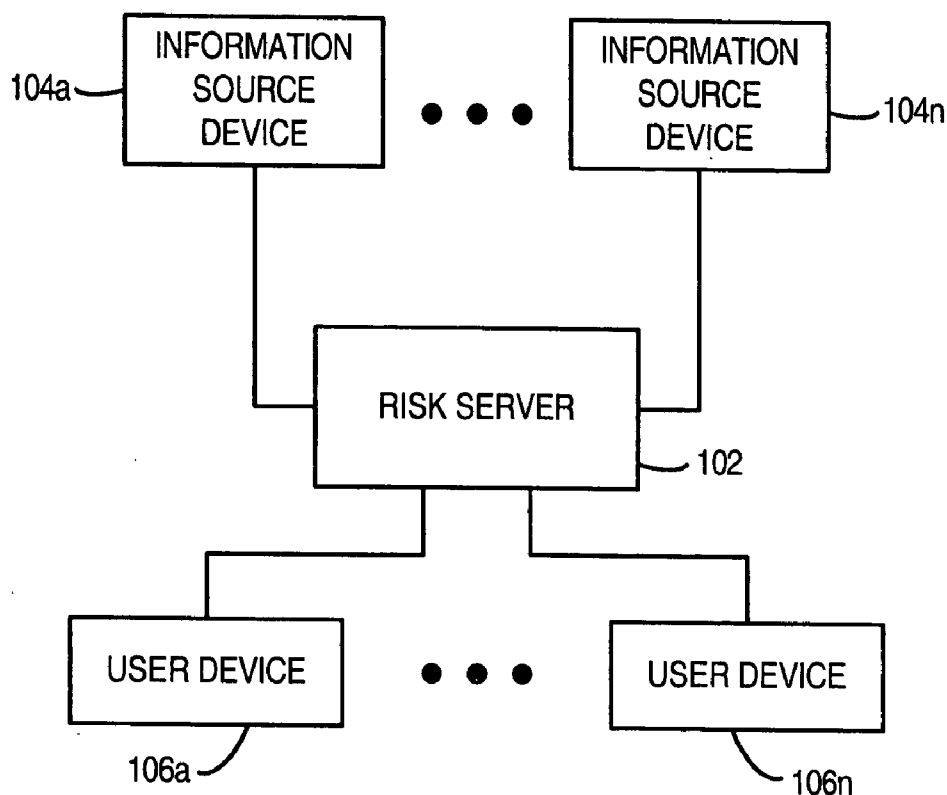 INFORMATION
SOURCE
DEVICE
104a
INFORMATION
SOURCE
DEVICE
104n
RISK SERVER
102
USER DEVICE
106a
USER DEVICE
106n